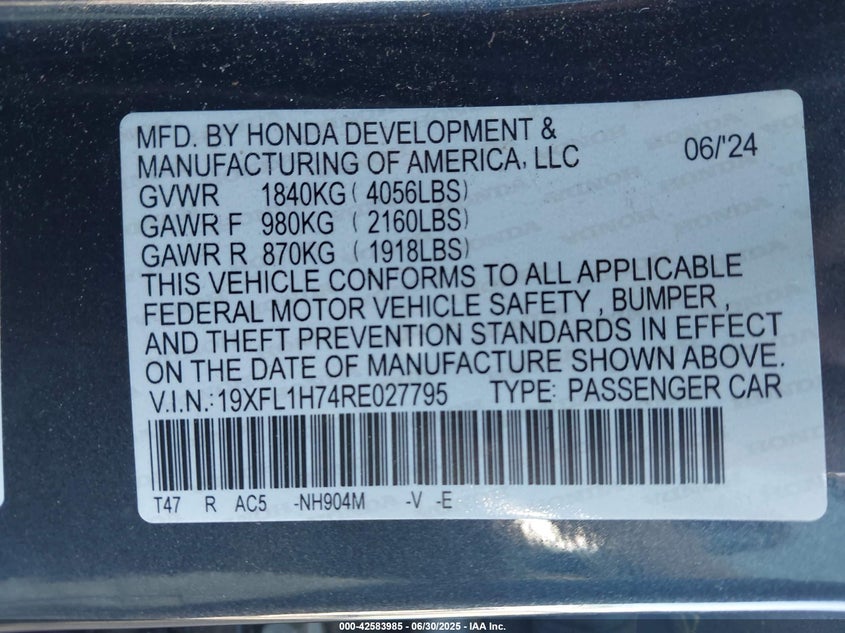 MFD. BY HONDA DEVELOPMENT &
MANUFACTURING OF AMERICA, LLC 06/'24
GVWR 1840KG ( 4056LBS)
GAWR F 980KG ( 2160LBS)
GAWR R 870KG ( 1918LBS)
THIS VEHICLE CONFORMS TO ALL APPLICABLE
FEDERAL MOTOR VEHICLE SAFETY , BUMPER ,
AND THEFT PREVENTION STANDARDS IN EFFECT
ON THE DATE OF MANUFACTURE SHOWN ABOVE.
V.I.N.: 19XFL1H74RE027795 TYPE: PASSENGER CAR
T47 R AC5 -NH904M -V -E
000-42583985 - 06/30/2025 - IAA Inc.